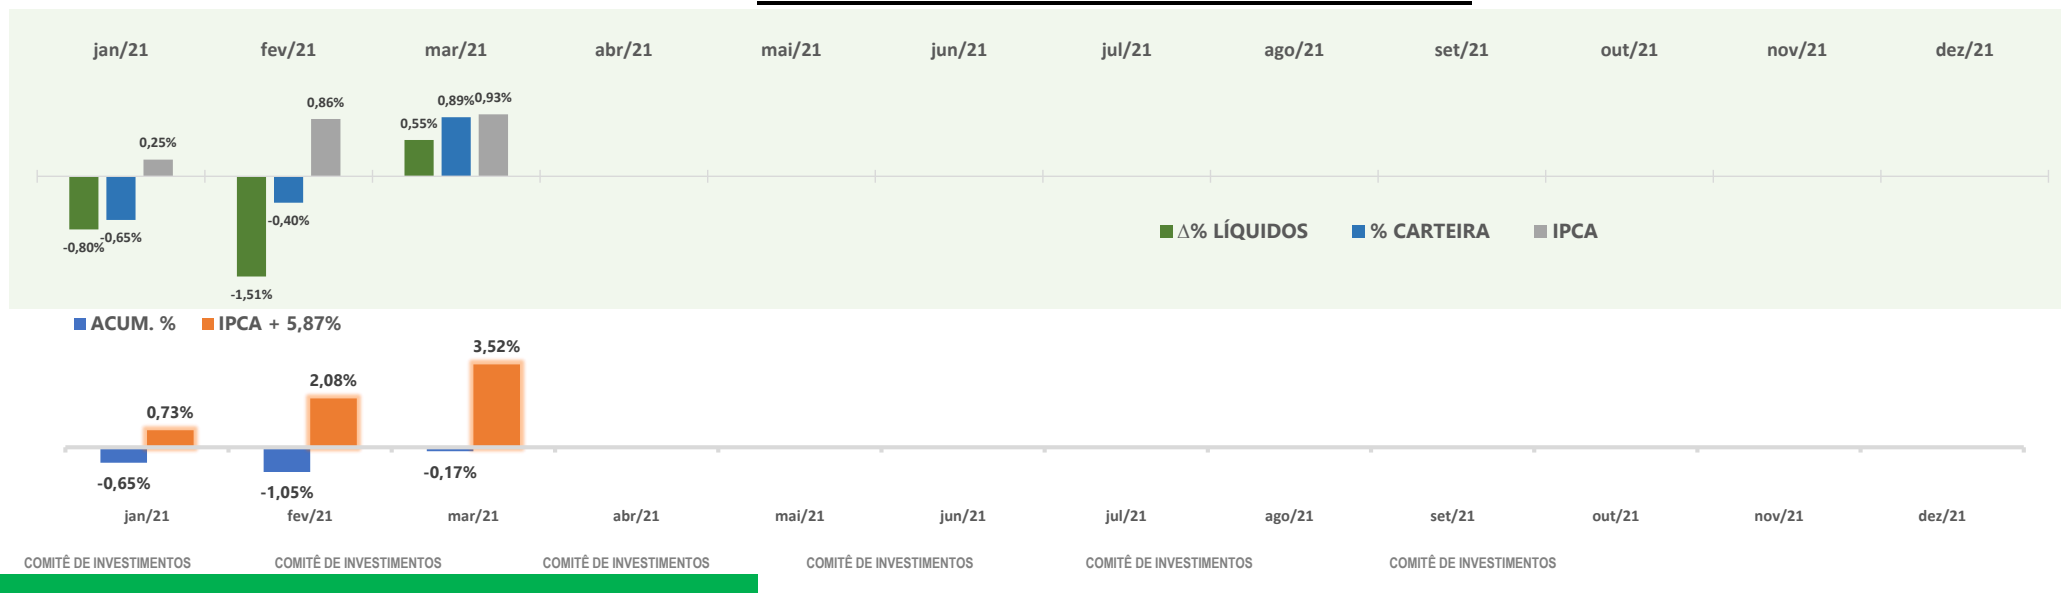 jan/21 fev/21 mar/21 abr/21 mai/21 jun/21 jul/21 ago/21 set/21 out/21 nov/21 dez/21
0,86% 0,89% 0,93%
0,55%
0,25%
-0,40%
-0,80% -0,65%
-1,51%
∆% LÍQUIDOS % CARTEIRA IPCA
ACUM. % IPCA + 5,87%
3,52%
2,08%
0,73%
-0,65% -1,05% -0,17%
jan/21 fev/21 mar/21 abr/21 mai/21 jun/21 jul/21 ago/21 set/21 out/21 nov/21 dez/21
COMITÊ DE INVESTIMENTOS COMITÊ DE INVESTIMENTOS COMITÊ DE INVESTIMENTOS COMITÊ DE INVESTIMENTOS COMITÊ DE INVESTIMENTOS COMITÊ DE INVESTIMENTOS